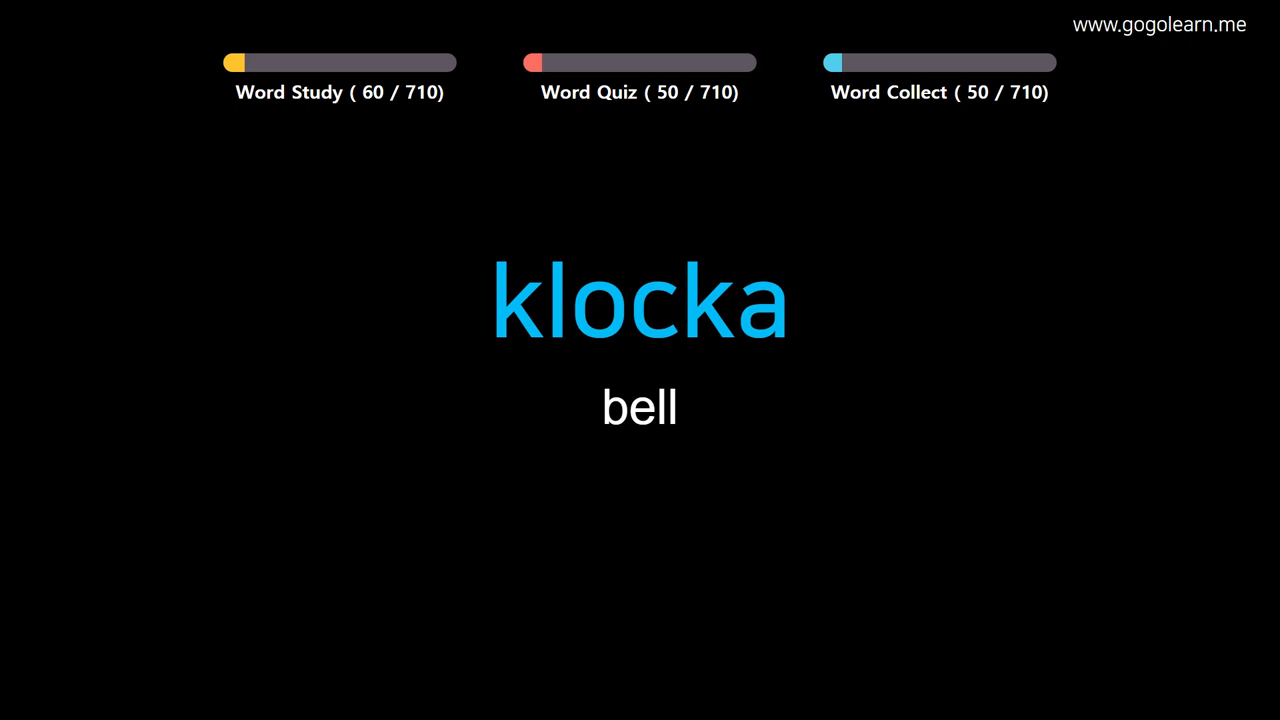 www.gogolearn.me
Word Study ( 60 / 710)
Word Quiz ( 50 / 710)
Word Collect ( 50 / 710)
klocka
bell